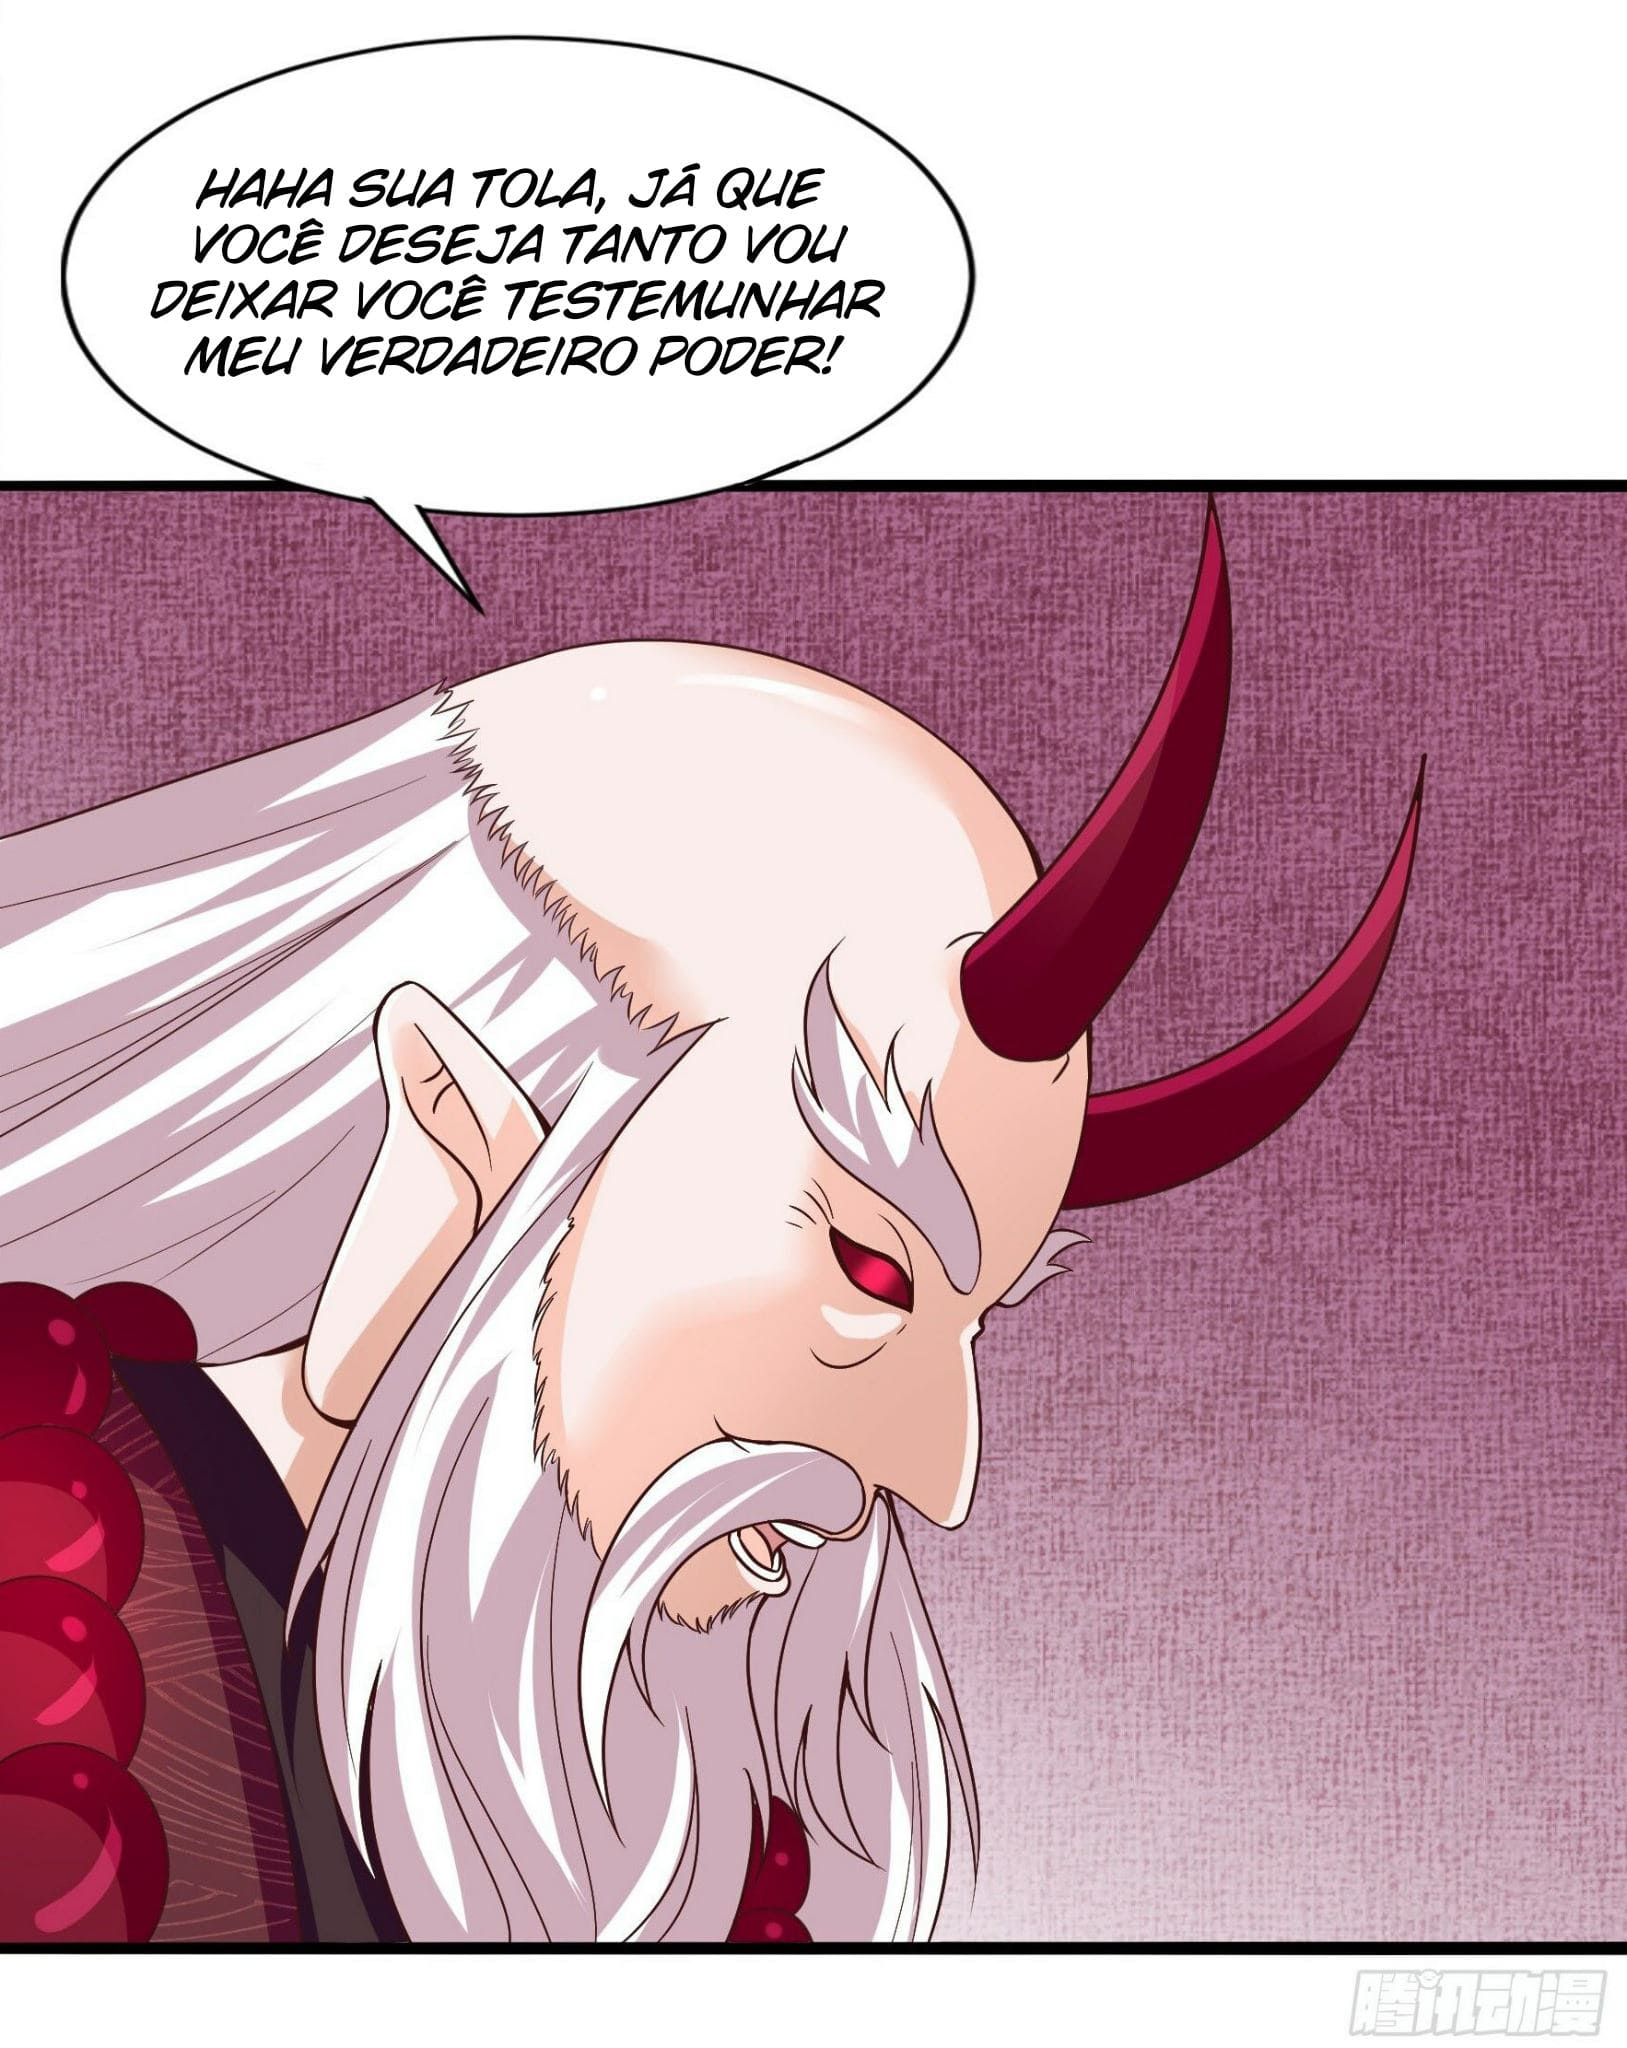 HAHA SUA TOLA, JÁ QUE
VOCÊ DESEJA TANTO VOU
DEIXAR VOCÊ TESTEMUNHAR
MEU VERDADEIRO PODER!
腾讯动漫